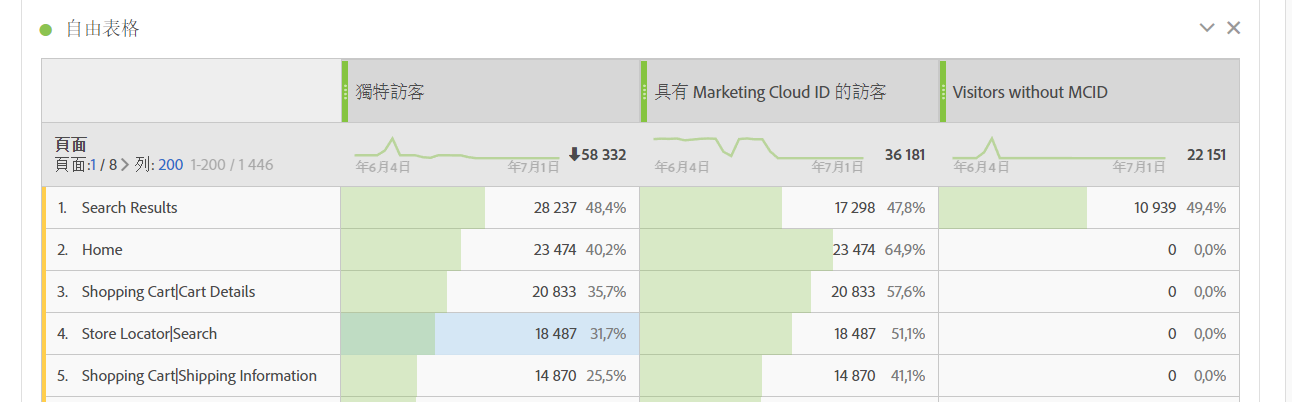 自由表格
獨特訪客 具有 Marketing Cloud ID 的訪客 Visitors without MCID
頁面
頁面:1 / 8 > 列: 200 1-200 / 1 446
年6月4日 年7月1日 58 332 年6月4日 年7月1日 36 181 年6月4日 年7月1日 22 151
1. Search Results 28 237 48,4% 17 298 47,8% 10 939 49,4%
2. Home 23 474 40,2% 23 474 64,9% 0 0,0%
3. Shopping Cart|Cart Details 20 833 35,7% 20 833 57,6% 0 0,0%
4. Store Locator|Search 18 487 31,7% 18 487 51,1% 0 0,0%
5. Shopping Cart|Shipping Information 14 870 25,5% 14 870 41,1% 0 0,0%